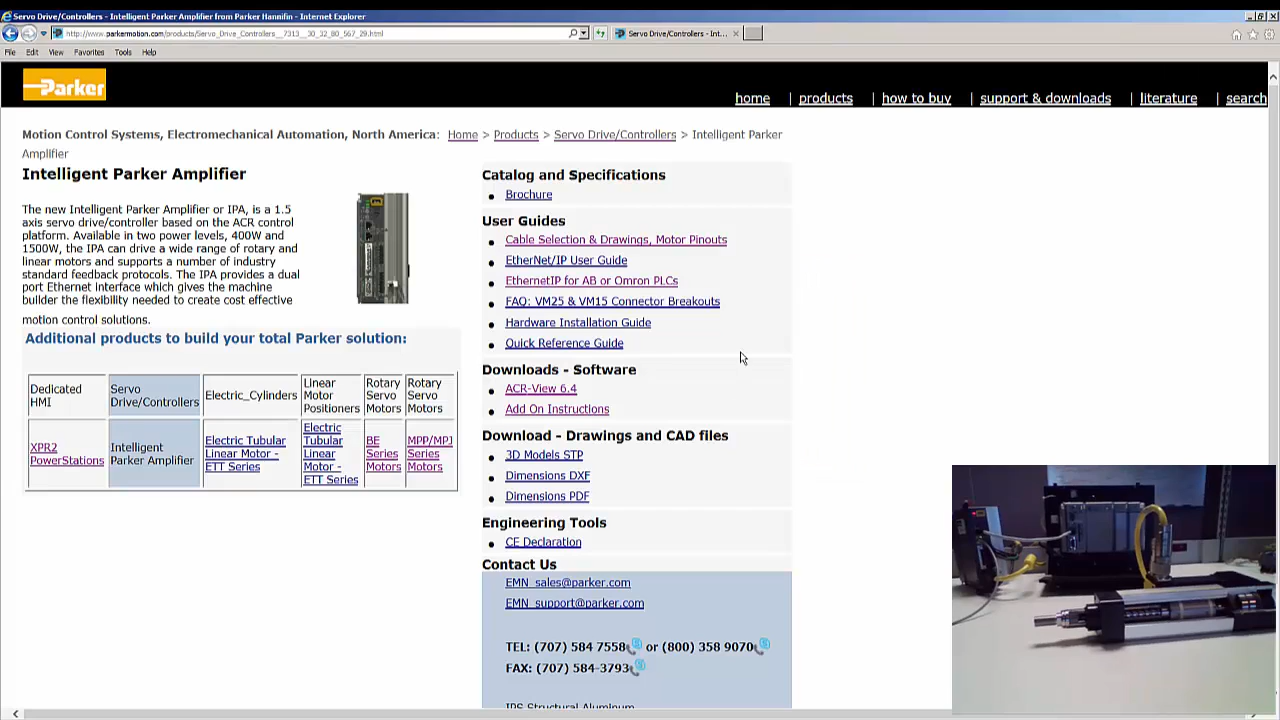 Servo Drive/Controllers - Intelligent Parker Amplifier from Parker Hannifin - Internet Explorer
http://www.parkermotion.com/products/Servo_Drive_Controllers__7313__30_32_80_567_29.html
Servo Drive/Controllers - Int...
File Edit View Favorites Tools Help
Parker
home | products | how to buy | support & downloads | literature | search
Motion Control Systems, Electromechanical Automation, North America: Home > Products > Servo Drive/Controllers > Intelligent Parker
Amplifier
Intelligent Parker Amplifier
The new Intelligent Parker Amplifier or IPA, is a 1.5
axis servo drive/controller based on the ACR control
platform. Available in two power levels, 400W and
1500W, the IPA can drive a wide range of rotary and
linear motors and supports a number of industry
standard feedback protocols. The IPA provides a dual
port Ethernet interface which gives the machine
builder the flexibility needed to create cost effective
motion control solutions.
Additional products to build your total Parker solution:
Dedicated
HMI
Servo
Drive/Controllers
Electric_Cylinders
Linear
Motor
Positioners
Rotary
Servo
Motors
Rotary
Servo
Motors
XPR2
PowerStations
Intelligent
Parker Amplifier
Electric Tubular
Linear Motor -
ETT Series
Electric
Tubular
Linear
Motor -
ETT Series
BE
Series
Motors
MPP/MPJ
Series
Motors
Catalog and Specifications
Brochure
User Guides
Cable Selection & Drawings, Motor Pinouts
EtherNet/IP User Guide
EthernetIP for AB or Omron PLCs
FAQ: VM25 & VM15 Connector Breakouts
Hardware Installation Guide
Quick Reference Guide
Downloads - Software
ACR-View 6.4
Add On Instructions
Download - Drawings and CAD files
3D Models STP
Dimensions DXF
Dimensions PDF
Engineering Tools
CE Declaration
Contact Us
EMN_sales@parker.com
EMN_support@parker.com
TEL: (707) 584 7558 or (800) 358 9070
FAX: (707) 584-3793
IPS Structural Aluminum